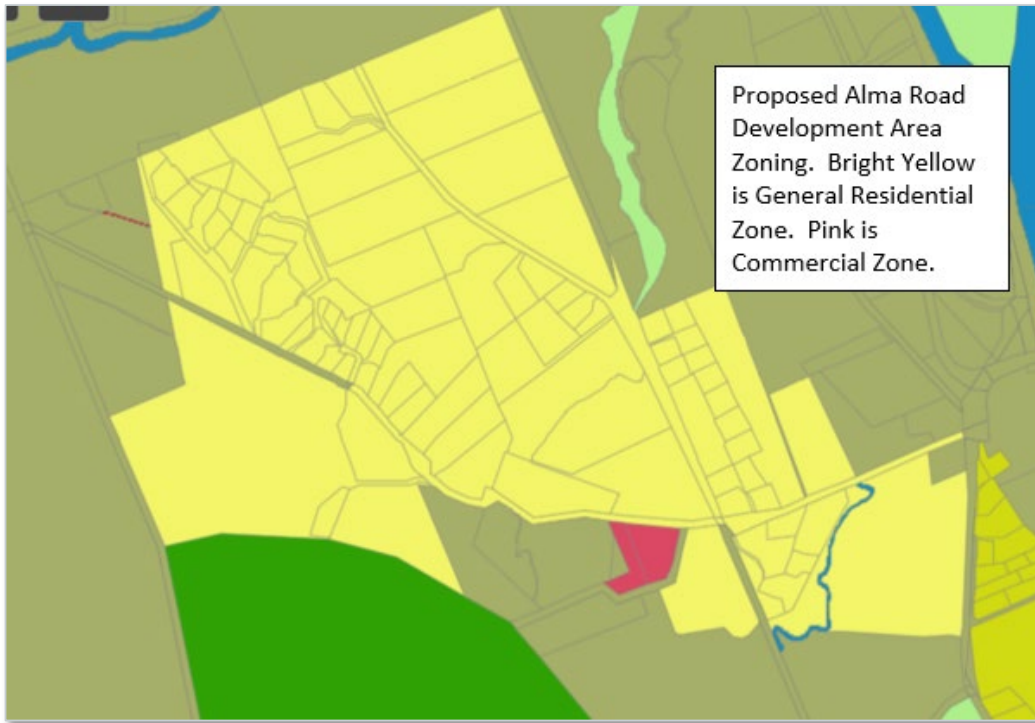 Proposed Alma Road
Development Area
Zoning.  Bright Yellow
is General Residential
Zone.  Pink is
Commercial Zone.